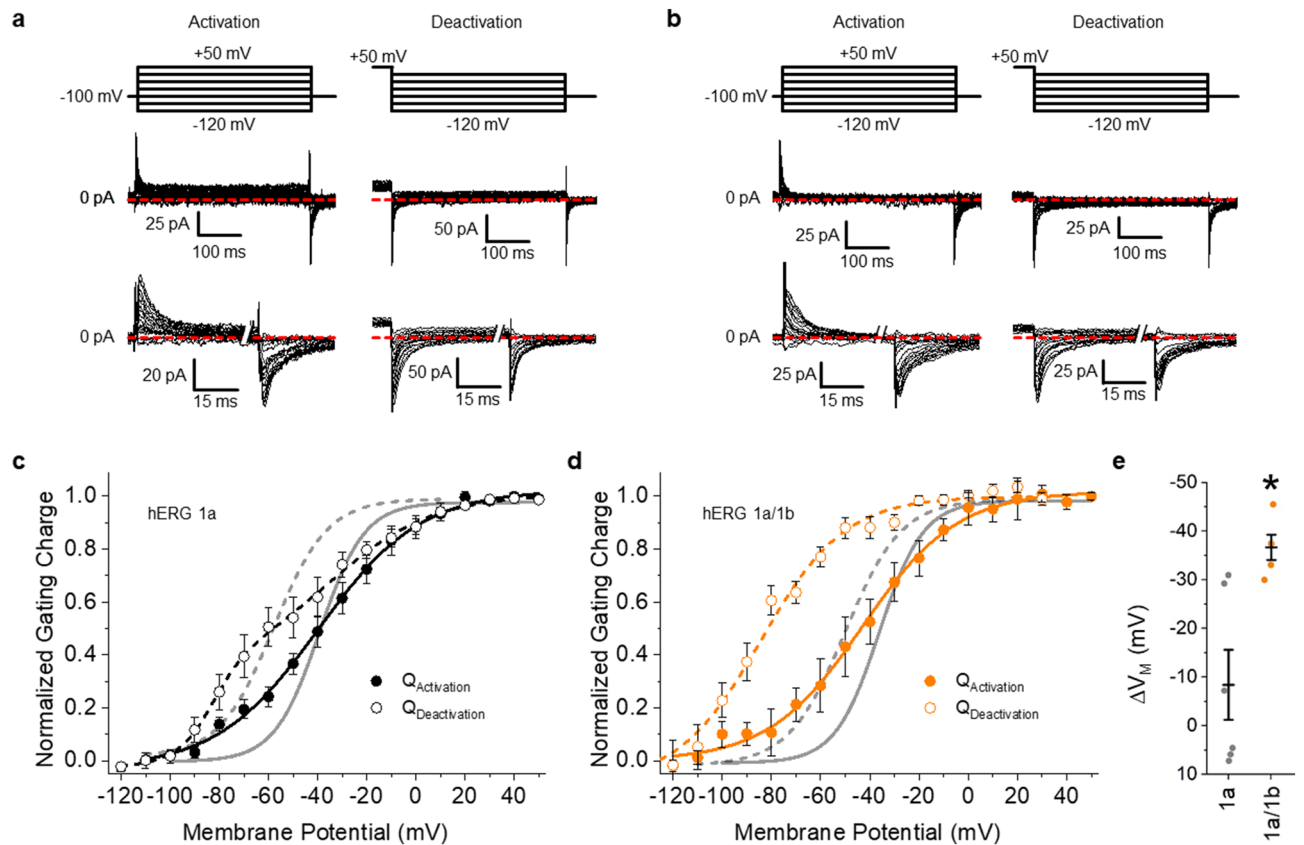 a
Activation
Deactivation
+50 mV
+50 mV
-100 mV
-120 mV
-120 mV
0 pA
25 pA
100 ms
50 pA
100 ms
0 pA
20 pA
15 ms
50 pA
15 ms
b
Activation
Deactivation
+50 mV
+50 mV
-100 mV
-120 mV
-120 mV
0 pA
25 pA
100 ms
25 pA
100 ms
0 pA
25 pA
15 ms
25 pA
15 ms
c
Normalized Gating Charge
1.0
0.8
0.6
0.4
0.2
0.0
hERG 1a
QActivation
QDeactivation
-120 -100 -80 -60 -40 -20 0 20 40
Membrane Potential (mV)
d
Normalized Gating Charge
1.0
0.8
0.6
0.4
0.2
0.0
hERG 1a/1b
QActivation
QDeactivation
-120 -100 -80 -60 -40 -20 0 20 40
Membrane Potential (mV)
e
ΔVM (mV)
-50
-40
-30
-20
-10
0
10
*
1a
1a/1b